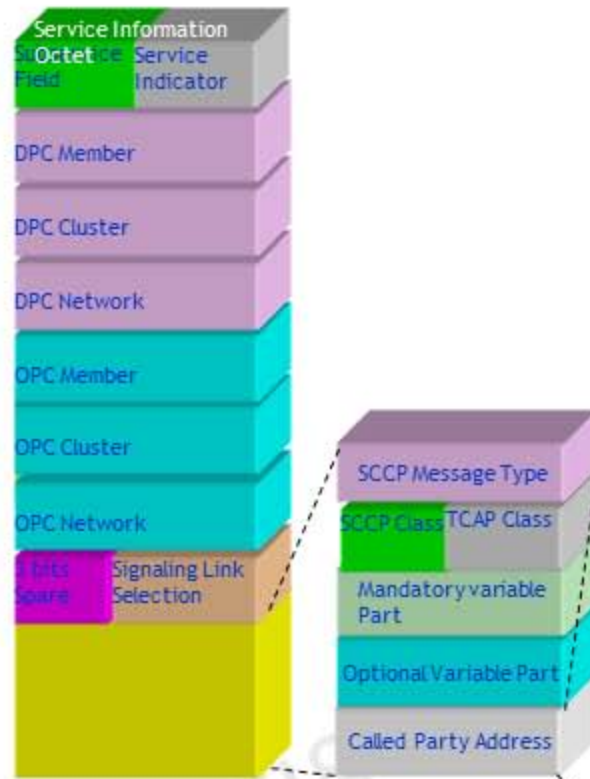 Service Information
Octet
Field
Service
Indicator
DPC Member
DPC Cluster
DPC Network
OPC Member
OPC Cluster
OPC Network
bits
Spare
Signaling Link
Selection
SCCP Message Type
SCCP Class
TCAP Class
Mandatory variable
Part
Optional Variable Part
Called Party Address